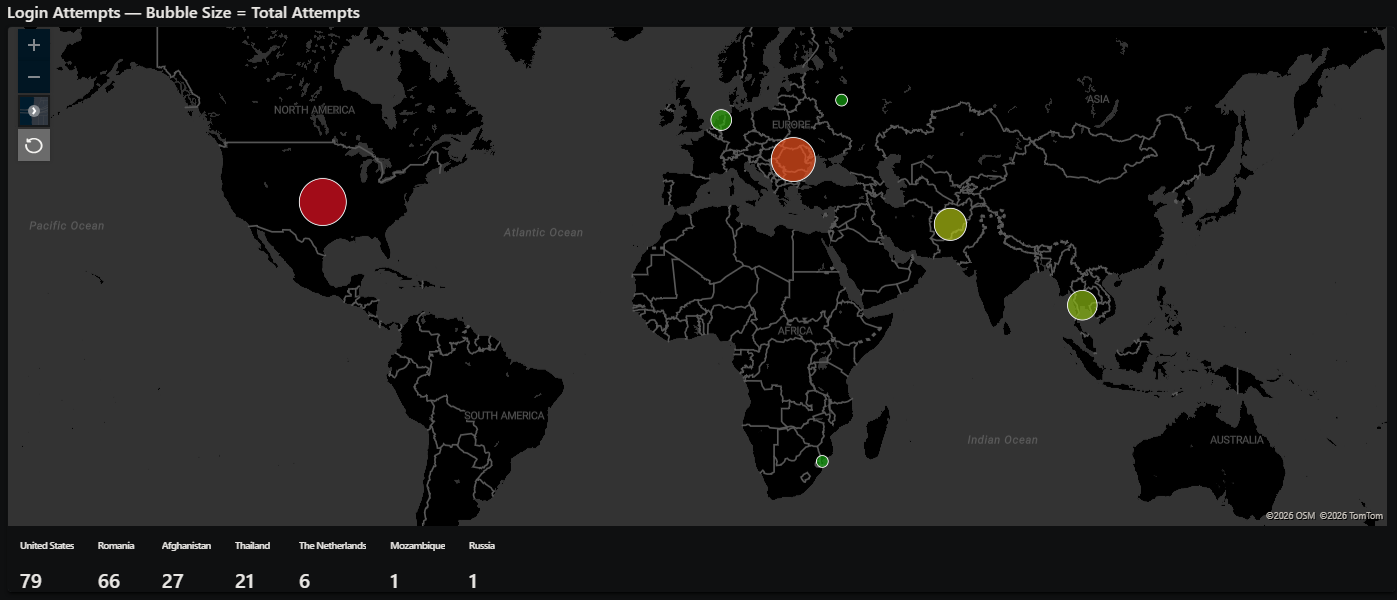 Login Attempts — Bubble Size = Total Attempts
NORTH AMERICA
ASIA
EUROPE
Pacific Ocean
Atlantic Ocean
AFRICA
SOUTH AMERICA
Indian Ocean
AUSTRALIA
©2026 OSM ©2026 TomTom
United States Romania Afghanistan Thailand The Netherlands Mozambique Russia
79 66 27 21 6 1 1